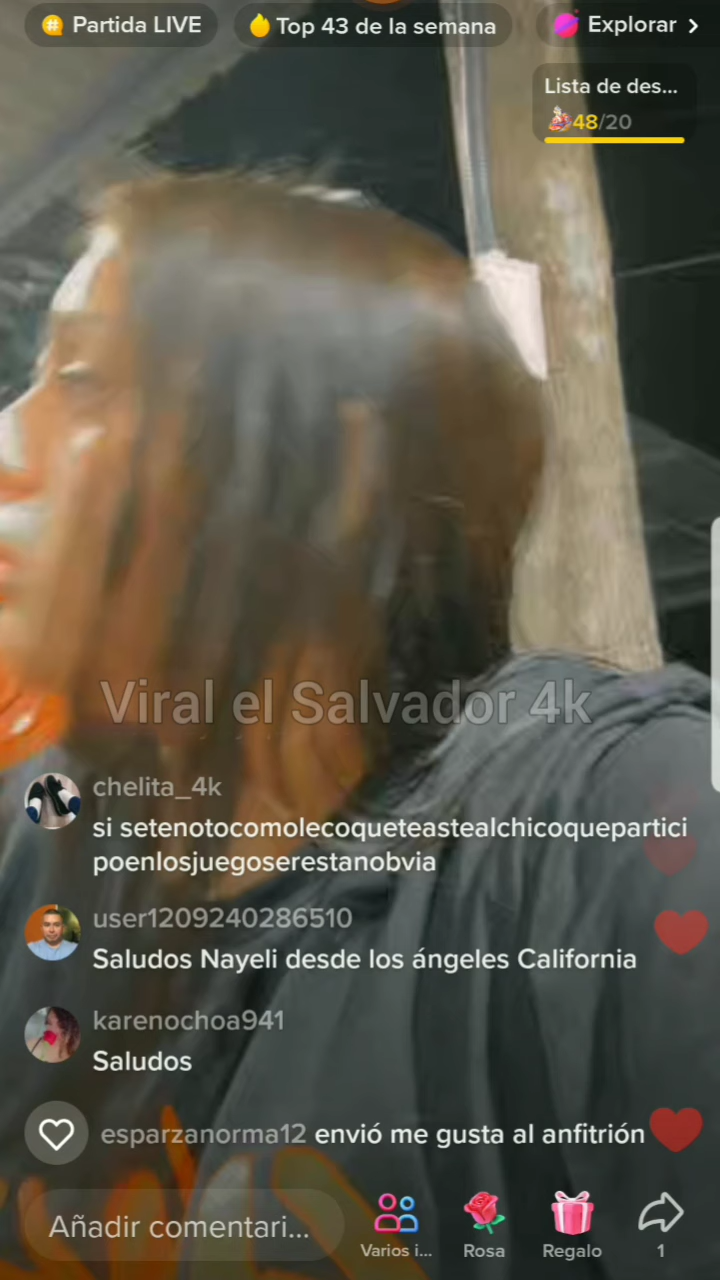 Partida LIVE
Top 43 de la semana
Explorar
Lista de des...
48/20
Viral el Salvador 4k
chelita_4k
si setenotocomolecoqueteastealchicoquepartici
poenlosjuegoserestanobvia
user1209240286510
Saludos Nayeli desde los ángeles California
karenochoa941
Saludos
esparzanorma12 envió me gusta al anfitrión
Añadir comentari...
Varios i...
Rosa
Regalo
1